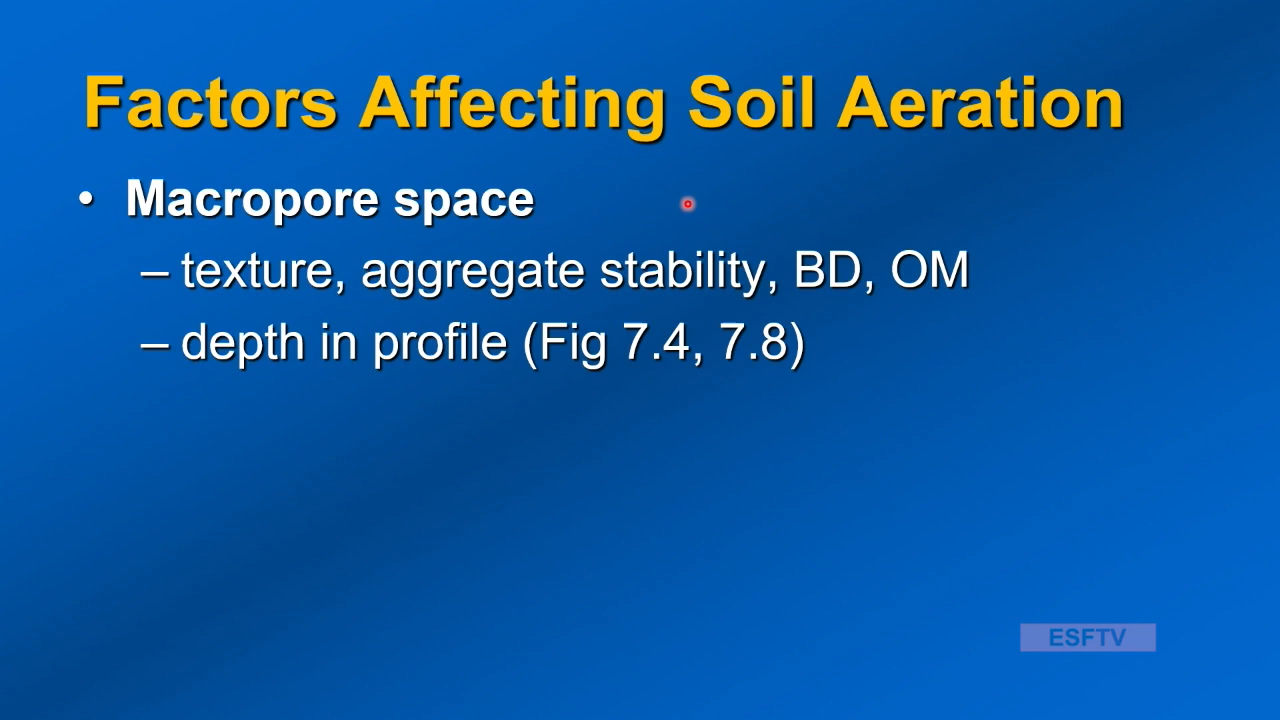 Factors Affecting Soil Aeration
• Macropore space
– texture, aggregate stability, BD, OM
– depth in profile (Fig 7.4, 7.8)
ESFTV